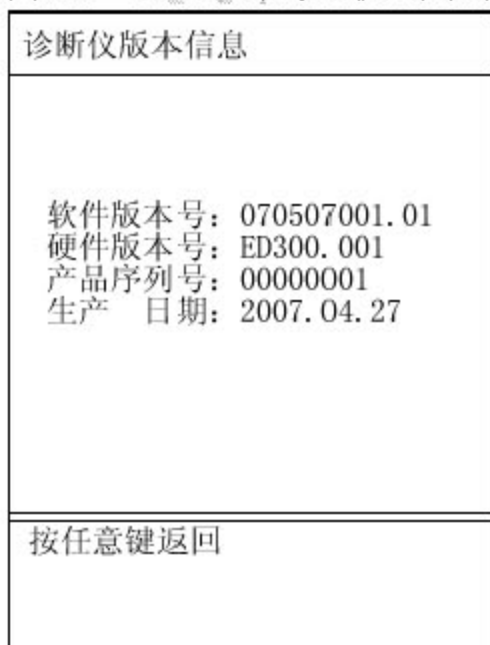 诊断仪版本信息
软件版本号：070507001.01
硬件版本号：ED300.001
产品序列号：00000001
生产　日期：2007.04.27
按任意键返回